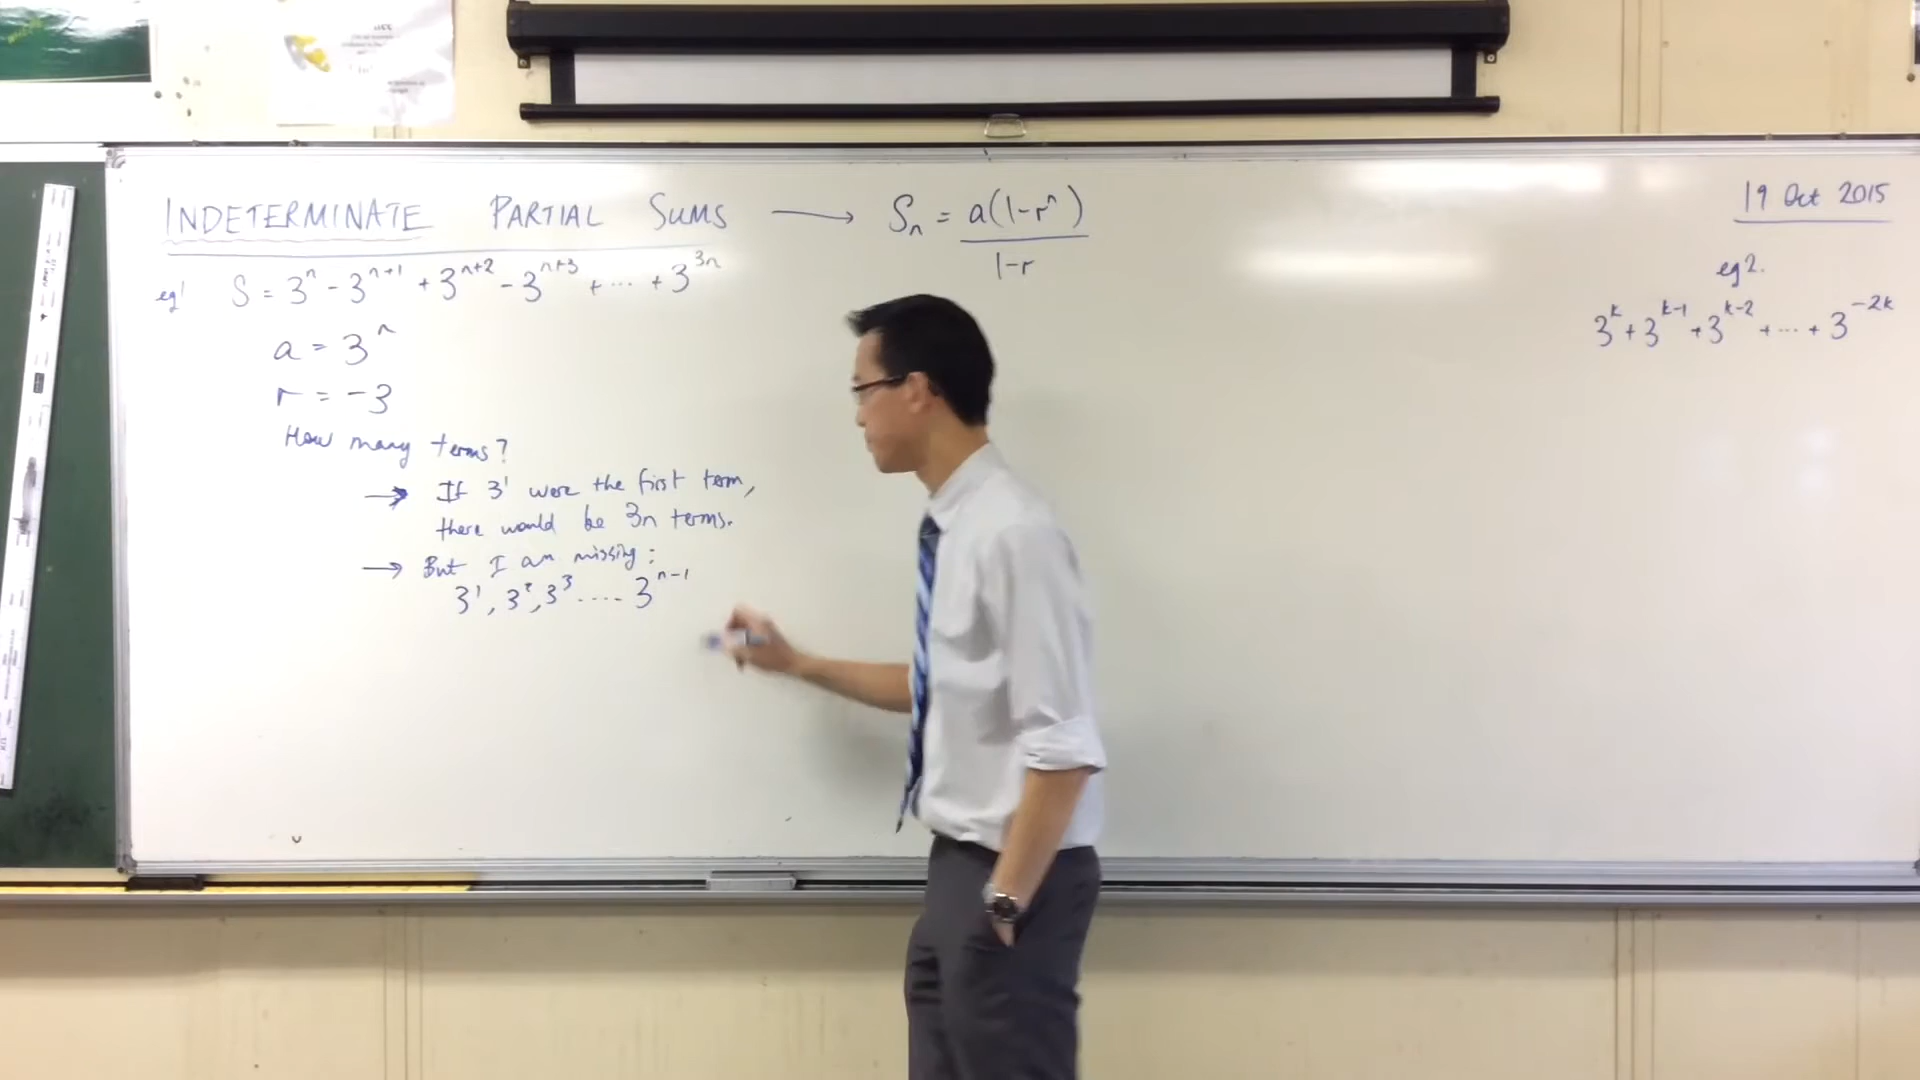 INDETERMINATE PARTIAL SUMS ⟶ Sₙ = a(1-rⁿ) / 1-r
19 Oct 2015
eg1 S = 3ⁿ - 3ⁿ⁺¹ + 3ⁿ⁺² - 3ⁿ⁺³ + ... + 3³ⁿ
a = 3ⁿ
r = -3
How many terms?
→ If 3¹ were the first term,
there would be 3n terms.
→ But I am missing:
3¹, 3², 3³ .... 3ⁿ⁻¹
eg2.
3ᵏ + 3ᵏ⁻¹ + 3ᵏ⁻² + ... + 3⁻²ᵏ